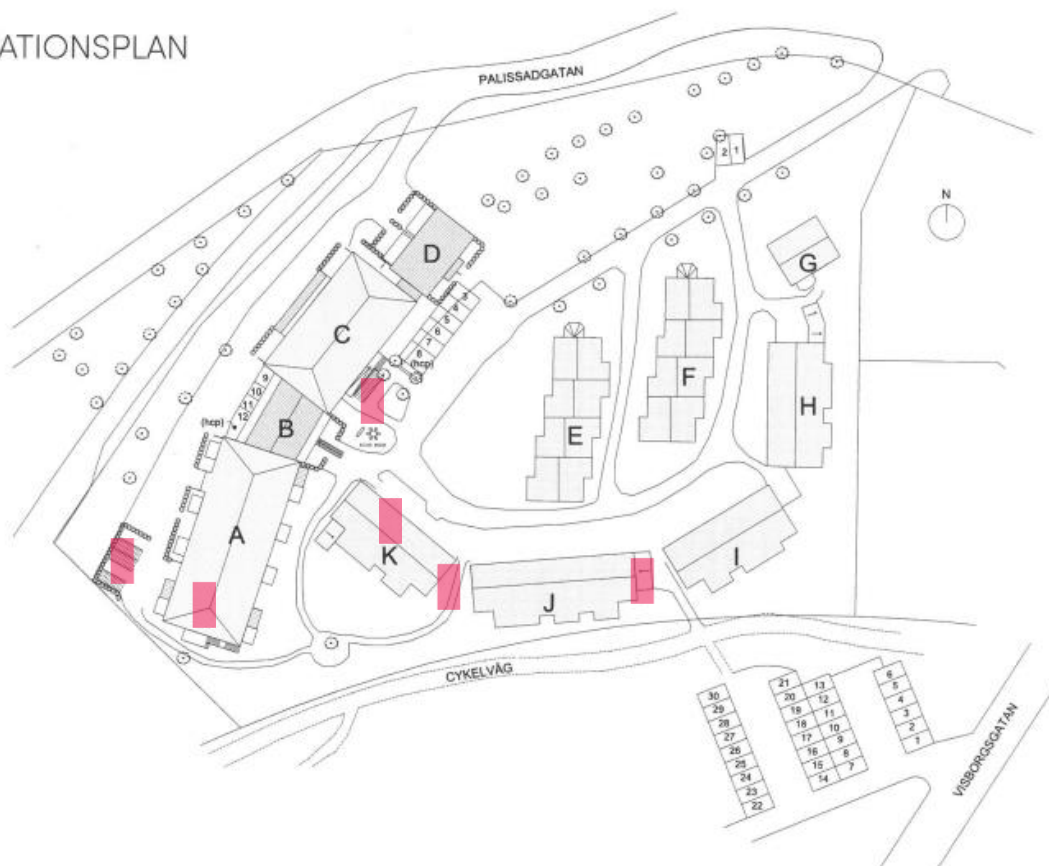 ATIONSPLAN
PALISSADGATAN
N
2 1
D
G
C
3
4
5
6
7
8
(hcp)
F
H
9
10
11
12
(hcp)
B
E
A
K
I
J
CYKELVÄG
30
29
28
27
26
25
24
23
22
21
20
19
18
17
16
15
14
13
12
11
10
9
8
7
6
5
4
3
2
1
VISBORGSGATAN